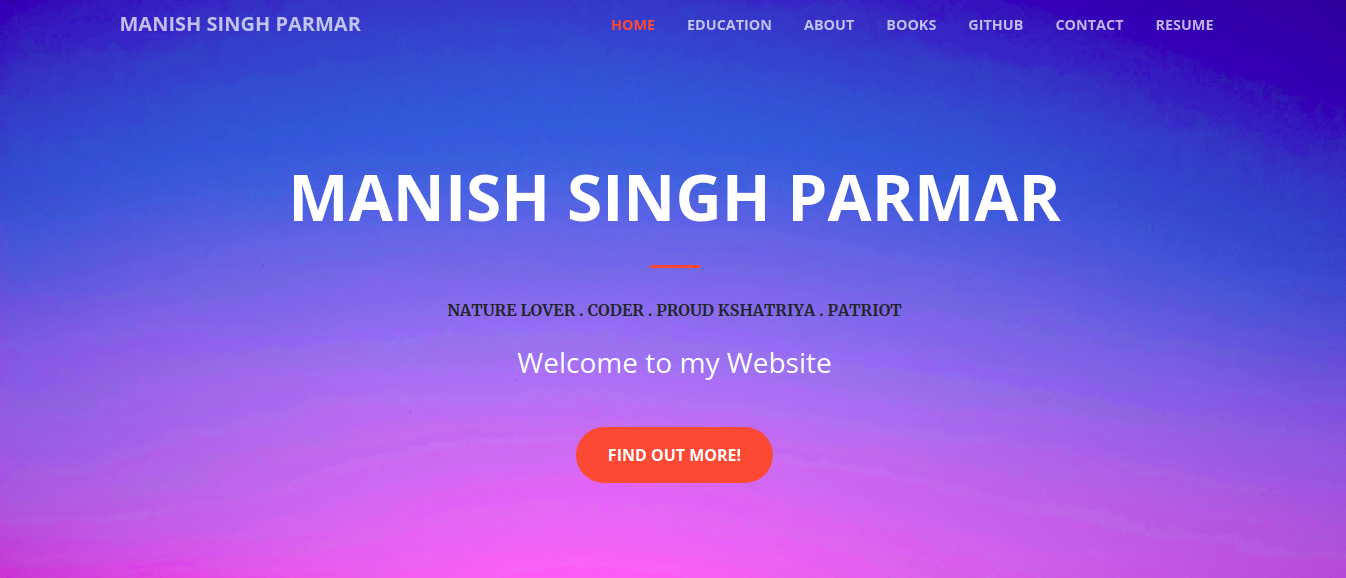 MANISH SINGH PARMAR HOME EDUCATION ABOUT BOOKS GITHUB CONTACT RESUME
MANISH SINGH PARMAR
NATURE LOVER . CODER . PROUD KSHATRIYA . PATRIOT
Welcome to my Website
FIND OUT MORE!